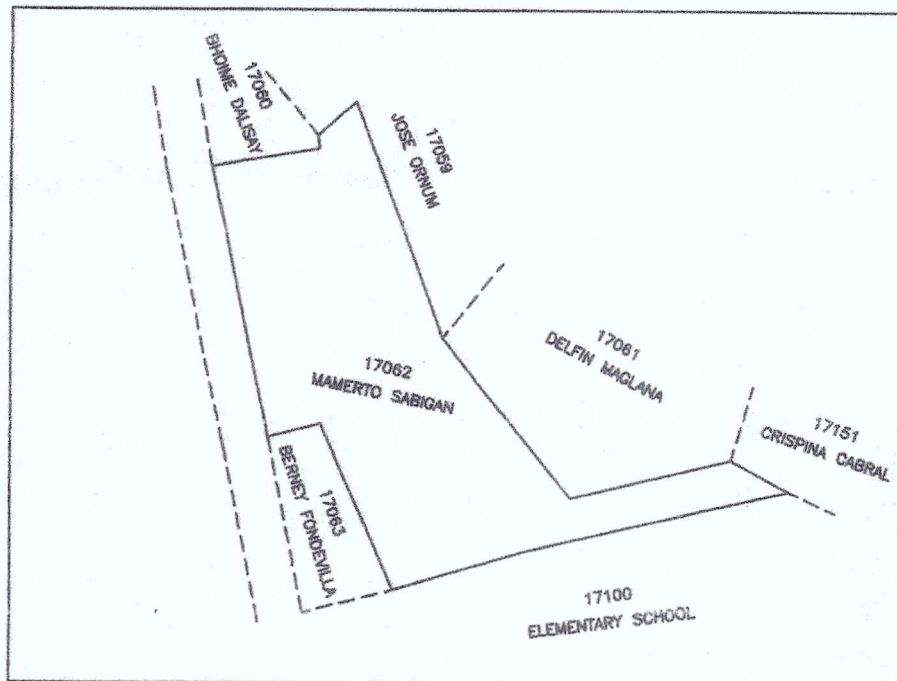 17060
BHOIME DALISAY
17059
JOSE ORNUM
17061
DELFIN MAGLANA
17062
MAMERTO SABIGAN
17151
CRISPINA CABRAL
17063
BERNEY FONDEVILLA
17100
ELEMENTARY SCHOOL